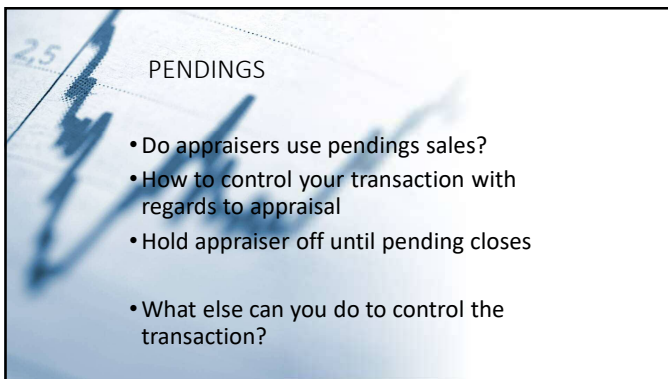 2,5
PENDINGS
• Do appraisers use pendings sales?
• How to control your transaction with
regards to appraisal
• Hold appraiser off until pending closes
• What else can you do to control the
transaction?